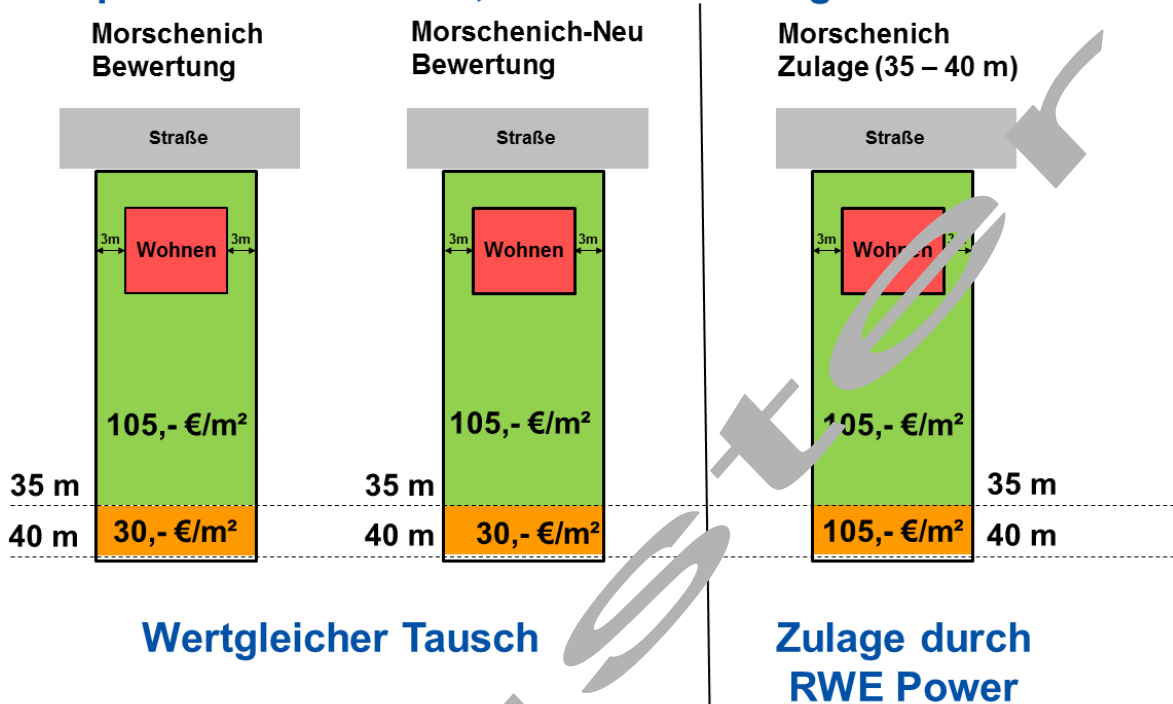 Morschenich
Bewertung
Straße
3m
3m
Wohnen
105,- €/m²
35 m
30,- €/m²
40 m
Morschenich-Neu
Bewertung
Straße
3m
3m
Wohnen
105,- €/m²
35 m
30,- €/m²
40 m
Wertgleicher Tausch
Morschenich
Zulage (35 – 40 m)
Straße
3m
Wohnen
105,- €/m²
35 m
105,- €/m²
40 m
Zulage durch
RWE Power